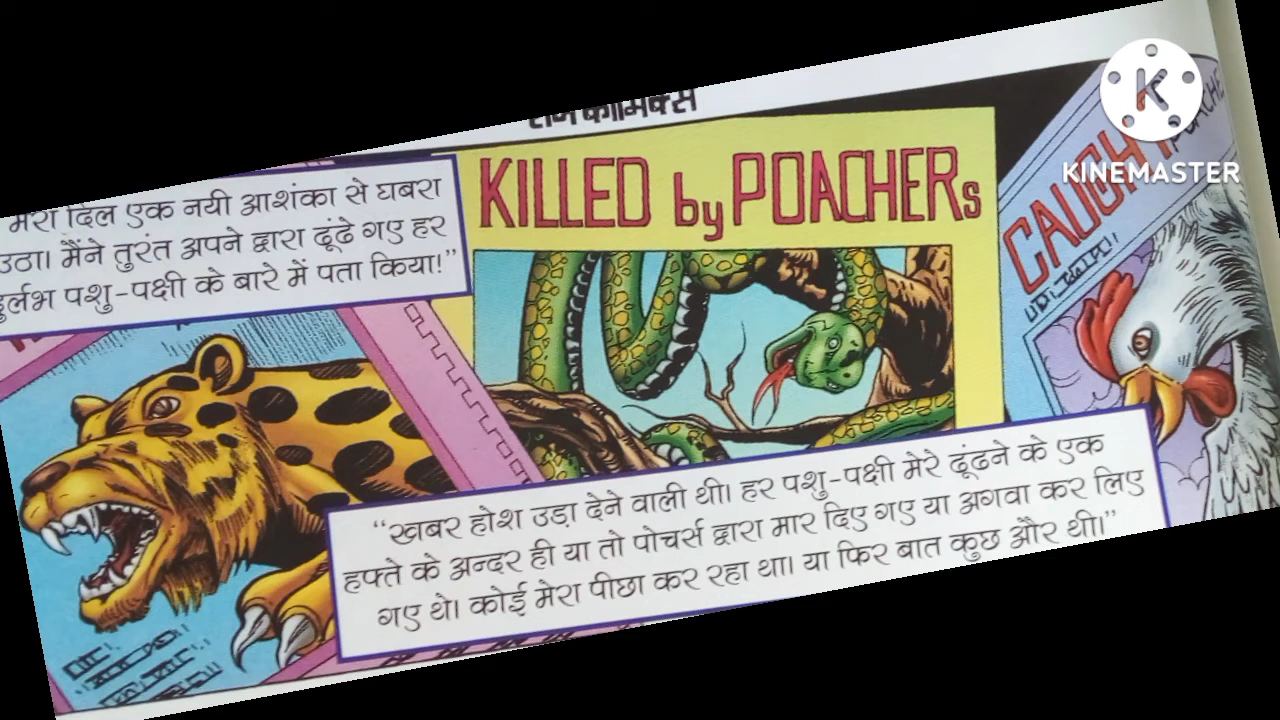 राज कॉमिक्स
KINEMASTER
मेरा दिल एक नयी आशंका से घबरा
उठा। मैंने तुरंत अपने द्वारा ढूंढे गए हर
दुर्लभ पशु-पक्षी के बारे में पता किया!”
KILLED by POACHERs
“खबर होश उड़ा देने वाली थी। हर पशु-पक्षी मेरे ढूंढने के एक
हफ्ते के अन्दर ही या तो पोचर्स द्वारा मार दिए गए या अगवा कर लिए
गए थे। कोई मेरा पीछा कर रहा था। या फिर बात कुछ और थी।”